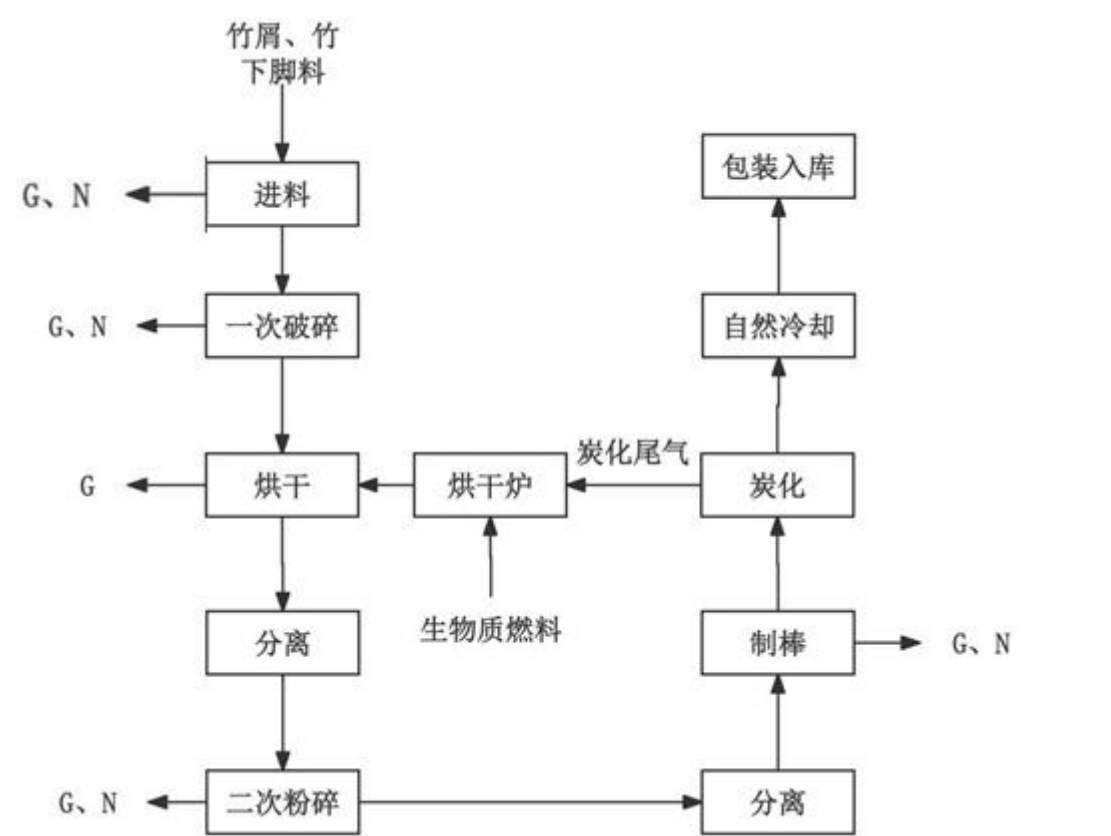 竹屑、竹
下脚料
G、N
进料
G、N
一次破碎
G
烘干
烘干炉
炭化尾气
炭化
生物质燃料
分离
G、N
二次粉碎
分离
制棒
G、N
自然冷却
包装入库